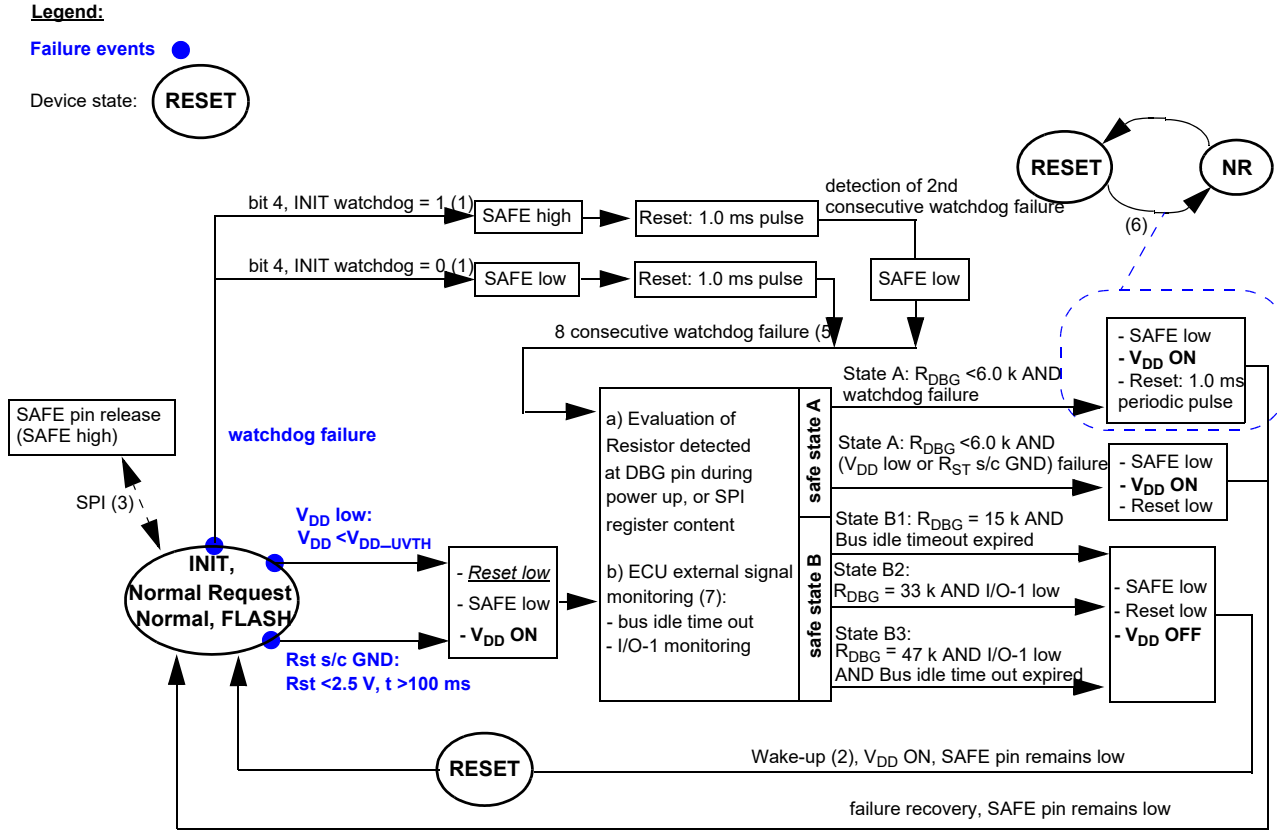 Legend:
Failure events
Device state:
RESET
RESET
NR
(6)
bit 4, INIT watchdog = 1 (1)
SAFE high
Reset: 1.0 ms pulse
detection of 2nd
consecutive watchdog failure
bit 4, INIT watchdog = 0 (1)
SAFE low
Reset: 1.0 ms pulse
SAFE low
8 consecutive watchdog failure (5
SAFE pin release
(SAFE high)
SPI (3)
watchdog failure
INIT,
Normal Request
Normal, FLASH
VDD low:
VDD <VDD_UVTH
Rst s/c GND:
Rst <2.5 V, t >100 ms
- Reset low
- SAFE low
- VDD ON
a) Evaluation of
Resistor detected
at DBG pin during
power up, or SPI
register content
b) ECU external signal
monitoring (7):
- bus idle time out
- I/O-1 monitoring
safe state A
safe state B
State A: RDBG <6.0 k AND
watchdog failure
State A: RDBG <6.0 k AND
(VDD low or RST s/c GND) failure
State B1: RDBG = 15 k AND
Bus idle timeout expired
State B2:
RDBG = 33 k AND I/O-1 low
State B3:
RDBG = 47 k AND I/O-1 low
AND Bus idle time out expired
- SAFE low
- VDD ON
- Reset: 1.0 ms
periodic pulse
- SAFE low
- VDD ON
- Reset low
- SAFE low
- Reset low
- VDD OFF
RESET
Wake-up (2), VDD ON, SAFE pin remains low
failure recovery, SAFE pin remains low